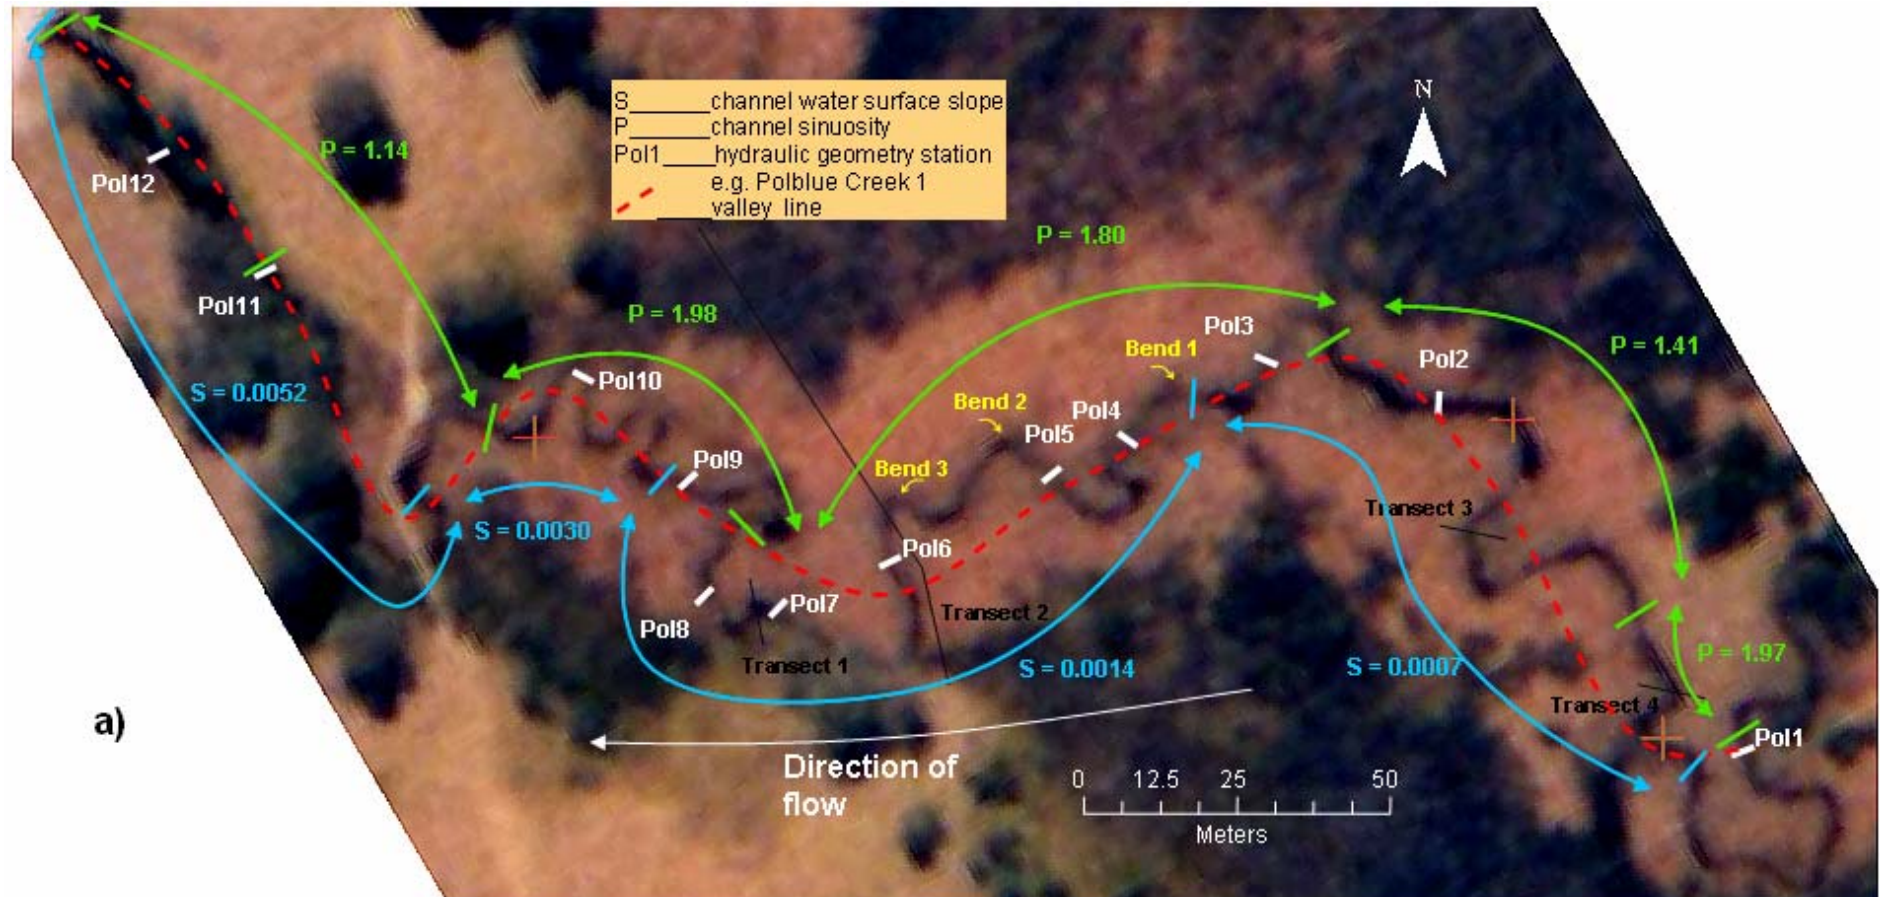 N
S______channel water surface slope
P______channel sinuosity
Pol1____hydraulic geometry station
e.g. Polblue Creek 1
valley line
P = 1.14
Pol12
P = 1.80
Pol11
P = 1.98
Pol3
Bend 1
P = 1.41
Pol2
S = 0.0052
Pol10
Bend 2
Pol4
Pol5
Pol9
Bend 3
Transect 3
S = 0.0030
Pol6
Pol7
Transect 2
Pol8
P = 1.97
Transect 1
S = 0.0014
S = 0.0007
Transect 4
a)
Pol1
Direction of
flow
0 12.5 25 50
Meters